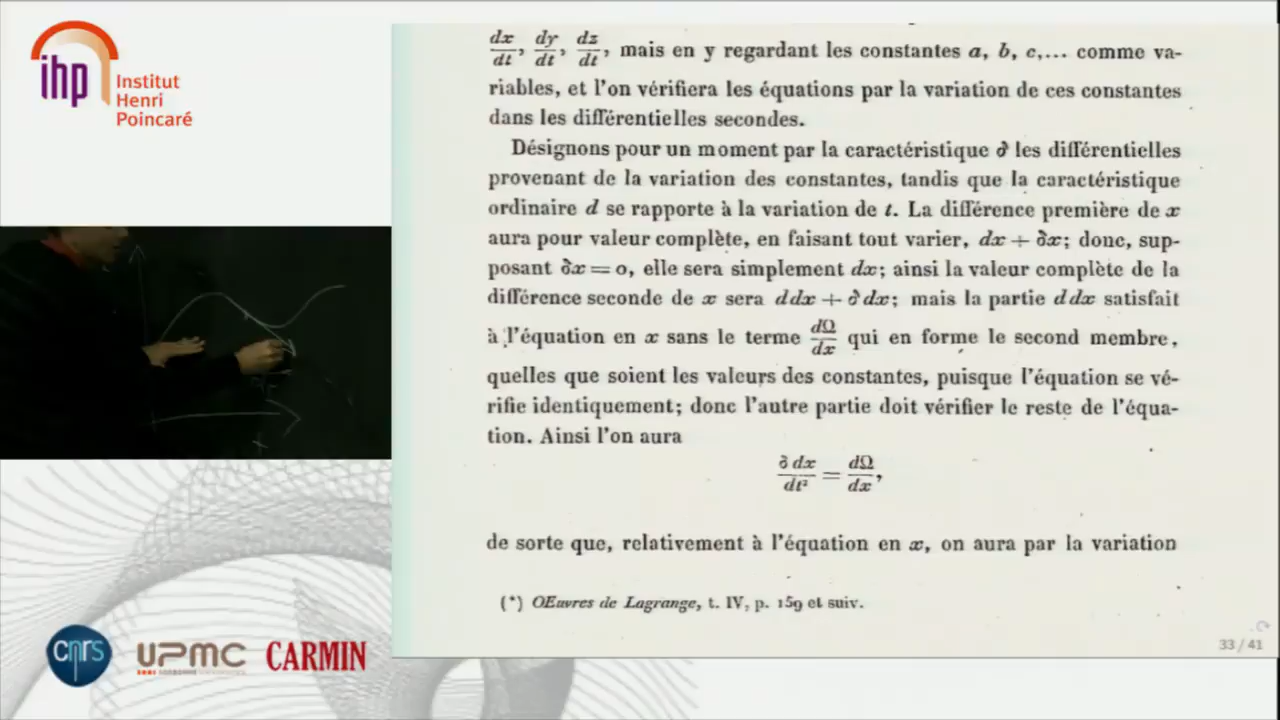 ihp
Institut
Henri
Poincaré
dx/dt, dy/dt, dz/dt, mais en y regardant les constantes a, b, c,... comme va-
riables, et l'on vérifiera les équations par la variation de ces constantes
dans les différentielles secondes.
Désignons pour un moment par la caractéristique ∂ les différentielles
provenant de la variation des constantes, tandis que la caractéristique
ordinaire d se rapporte à la variation de t. La différence première de x
aura pour valeur complète, en faisant tout varier, dx + ∂x; donc, sup-
posant ∂x = 0, elle sera simplement dx; ainsi la valeur complète de la
différence seconde de x sera ddx + ∂dx; mais la partie ddx satisfait
à l'équation en x sans le terme dΩ/dx qui en forme le second membre,
quelles que soient les valeurs des constantes, puisque l'équation se vé-
rifie identiquement; donc l'autre partie doit vérifier le reste de l'équa-
tion. Ainsi l'on aura
∂dx/dt² = dΩ/dx,
de sorte que, relativement à l'équation en x, on aura par la variation
(*) Œuvres de Lagrange, t. IV, p. 159 et suiv.
33 / 41
cnrs
UPMC
CARMIN